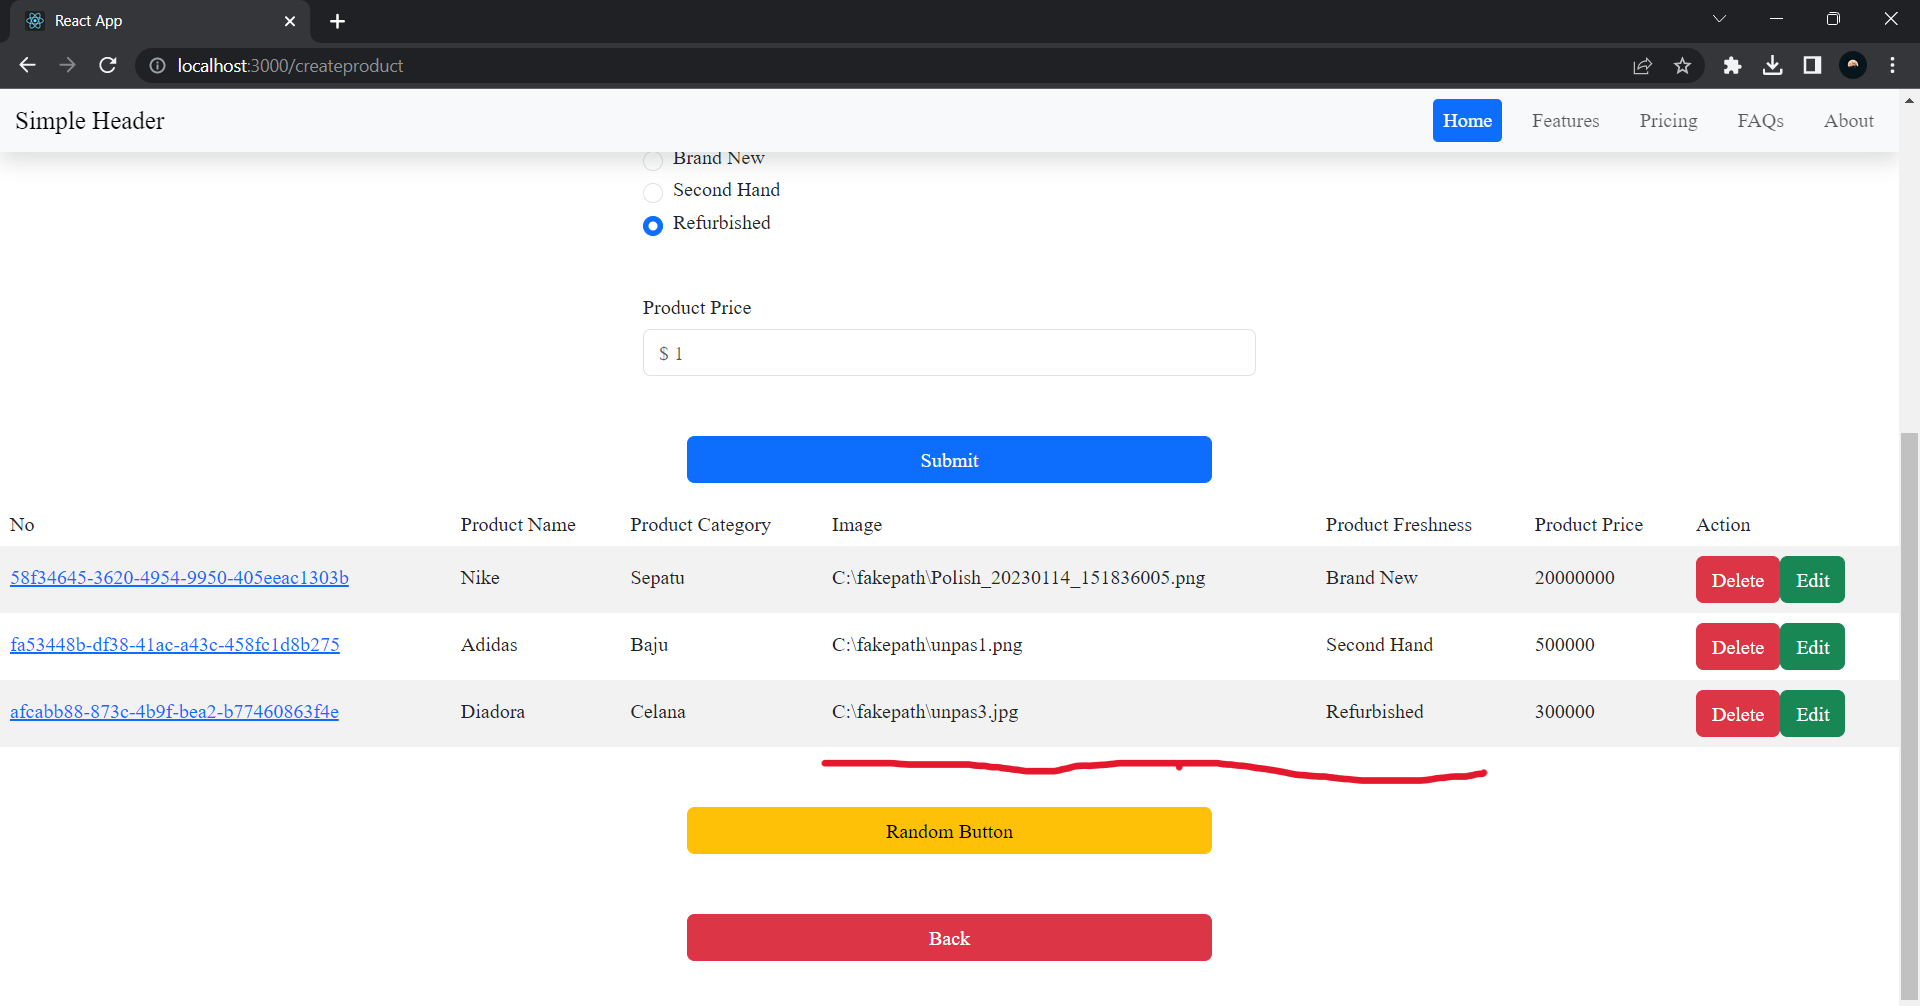 React App
localhost:3000/createproduct
Simple Header
Home Features Pricing FAQs About
Brand New
Second Hand
Refurbished
Product Price
$ 1
Submit
No Product Name Product Category Image Product Freshness Product Price Action
58f34645-3620-4954-9950-405eeac1303b Nike Sepatu C:\fakepath\Polish_20230114_151836005.png Brand New 20000000 Delete Edit
fa53448b-df38-41ac-a43c-458fc1d8b275 Adidas Baju C:\fakepath\unpas1.png Second Hand 500000 Delete Edit
afcabb88-873c-4b9f-bea2-b77460863f4e Diadora Celana C:\fakepath\unpas3.jpg Refurbished 300000 Delete Edit
Random Button
Back